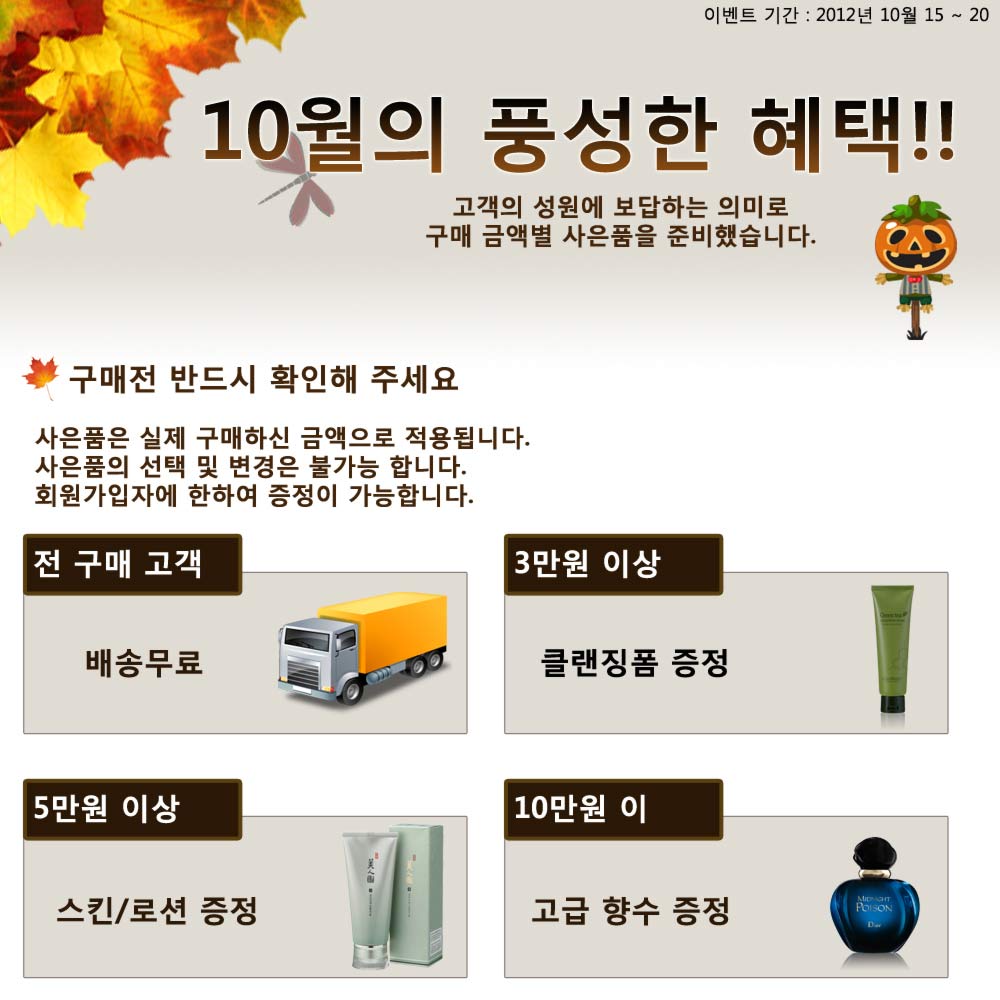 이벤트 기간 : 2012년 10월 15 ~ 20
10월의 풍성한 혜택!!
고객의 성원에 보답하는 의미로
구매 금액별 사은품을 준비했습니다.
구매전 반드시 확인해 주세요
사은품은 실제 구매하신 금액으로 적용됩니다.
사은품의 선택 및 변경은 불가능 합니다.
회원가입자에 한하여 증정이 가능합니다.
전 구매 고객
배송무료
3만원 이상
클랜징폼 증정
5만원 이상
스킨/로션 증정
10만원 이
고급 향수 증정
MIDNIGHT
POISON
Dior